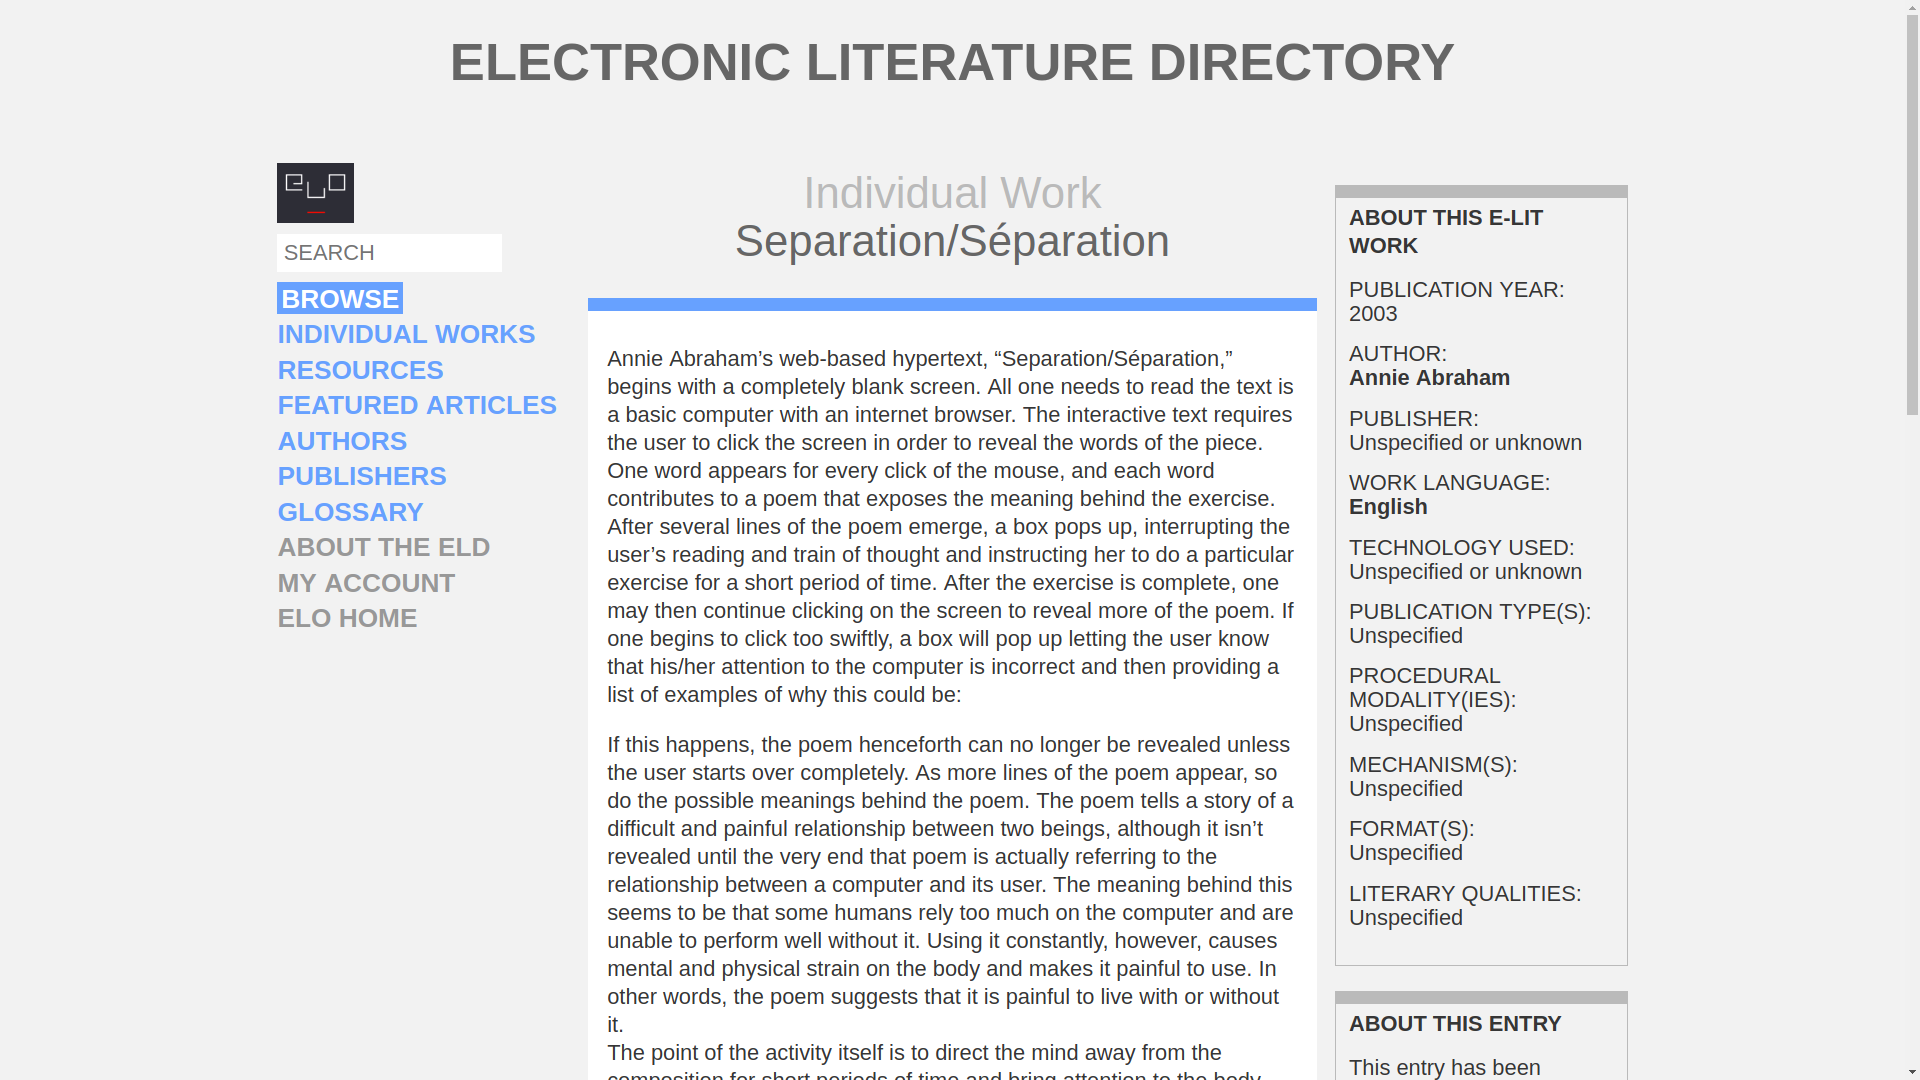 ELECTRONIC LITERATURE DIRECTORY
elo
SEARCH
BROWSE
INDIVIDUAL WORKS
RESOURCES
FEATURED ARTICLES
AUTHORS
PUBLISHERS
GLOSSARY
ABOUT THE ELD
MY ACCOUNT
ELO HOME
Individual Work
Separation/Séparation
Annie Abraham’s web-based hypertext, “Separation/Séparation,”
begins with a completely blank screen. All one needs to read the text is
a basic computer with an internet browser. The interactive text requires
the user to click the screen in order to reveal the words of the piece.
One word appears for every click of the mouse, and each word
contributes to a poem that exposes the meaning behind the exercise.
After several lines of the poem emerge, a box pops up, interrupting the
user’s reading and train of thought and instructing her to do a particular
exercise for a short period of time. After the exercise is complete, one
may then continue clicking on the screen to reveal more of the poem. If
one begins to click too swiftly, a box will pop up letting the user know
that his/her attention to the computer is incorrect and then providing a
list of examples of why this could be:
If this happens, the poem henceforth can no longer be revealed unless
the user starts over completely. As more lines of the poem appear, so
do the possible meanings behind the poem. The poem tells a story of a
difficult and painful relationship between two beings, although it isn’t
revealed until the very end that poem is actually referring to the
relationship between a computer and its user. The meaning behind this
seems to be that some humans rely too much on the computer and are
unable to perform well without it. Using it constantly, however, causes
mental and physical strain on the body and makes it painful to use. In
other words, the poem suggests that it is painful to live with or without
it.
The point of the activity itself is to direct the mind away from the
composition for short periods of time and bring attention to the body
ABOUT THIS E-LIT
WORK
PUBLICATION YEAR:
2003
AUTHOR:
Annie Abraham
PUBLISHER:
Unspecified or unknown
WORK LANGUAGE:
English
TECHNOLOGY USED:
Unspecified or unknown
PUBLICATION TYPE(S):
Unspecified
PROCEDURAL
MODALITY(IES):
Unspecified
MECHANISM(S):
Unspecified
FORMAT(S):
Unspecified
LITERARY QUALITIES:
Unspecified
ABOUT THIS ENTRY
This entry has been